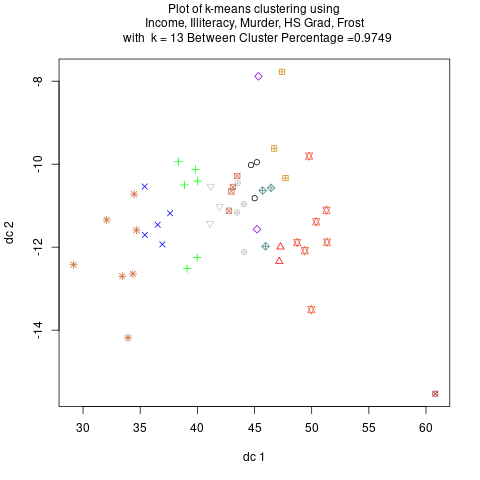 Plot of k-means clustering using
Income, Illiteracy, Murder, HS Grad, Frost
with k = 13 Between Cluster Percentage =0.9749
-8
-10
-12
-14
dc 2
30 35 40 45 50 55 60
dc 1